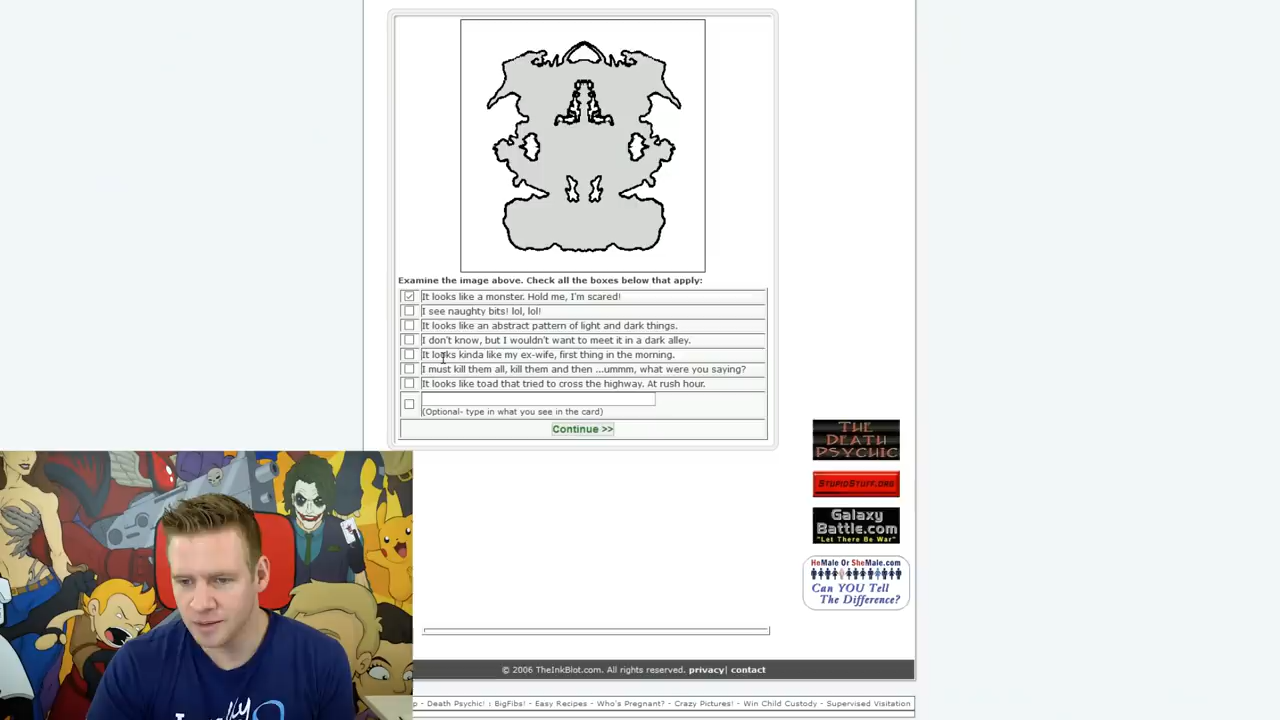 Examine the image above. Check all the boxes below that apply:
It looks like a monster. Hold me, I'm scared!
I see naughty bits! lol, lol!
It looks like an abstract pattern of light and dark things.
I don't know, but I wouldn't want to meet it in a dark alley.
It looks kinda like my ex-wife, first thing in the morning.
I must kill them all, kill them and then ...ummm, what were you saying?
It looks like toad that tried to cross the highway. At rush hour.
(Optional- type in what you see in the card)
Continue >>
THE
DEATH
PSYCHIC
STUPIDSTUFF.ORG
Galaxy
Battle.com
"Let There Be War"
HeMale Or SheMale.com
Can YOU Tell
The Difference?
© 2006 TheInkBlot.com. All rights reserved. privacy| contact
- Death Psychic! : BigFibs! - Easy Recipes - Who's Pregnant? - Crazy Pictures! - Win Child Custody - Supervised Visitation